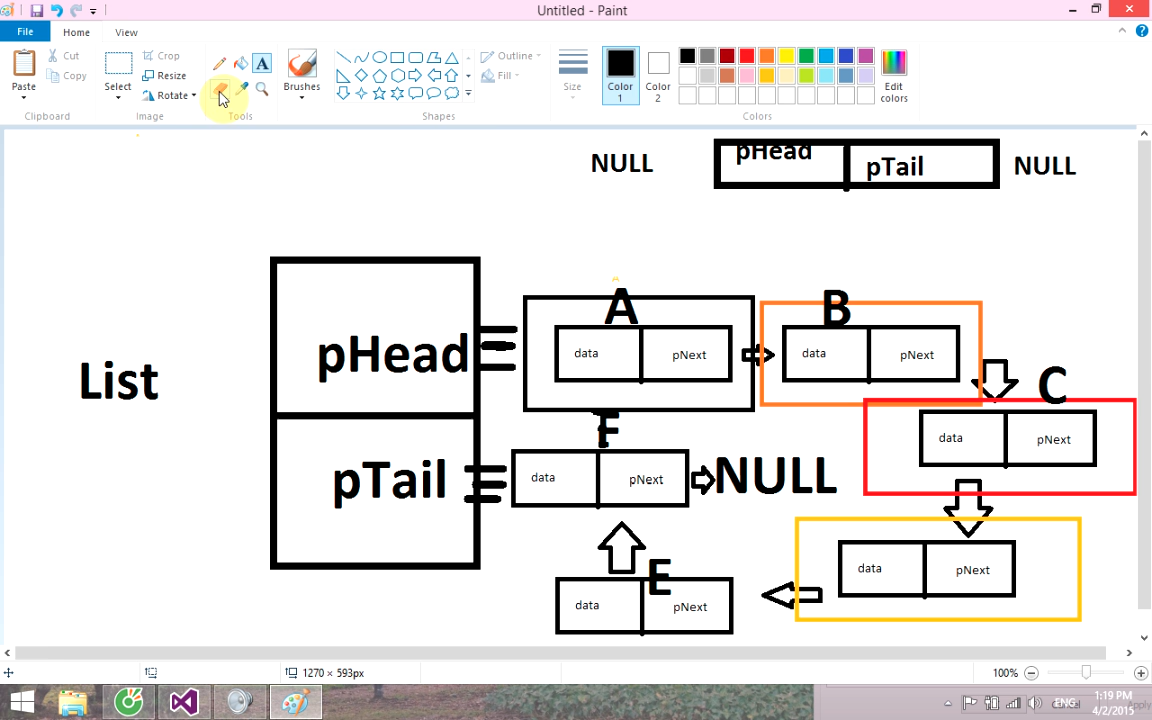 Untitled - Paint
File
Home
View
Paste
Cut
Copy
Clipboard
Select
Crop
Resize
Rotate
Image
A
Tools
Brushes
Outline
Fill
Shapes
Size
Color 1
Color 2
Edit colors
Colors
NULL
pHead
pTail
NULL
List
pHead
pTail
A
data
pNext
B
data
pNext
C
data
pNext
F
data
pNext
NULL
data
pNext
E
data
pNext
1270 × 593px
100%
ENG
1:19 PM
4/2/2015